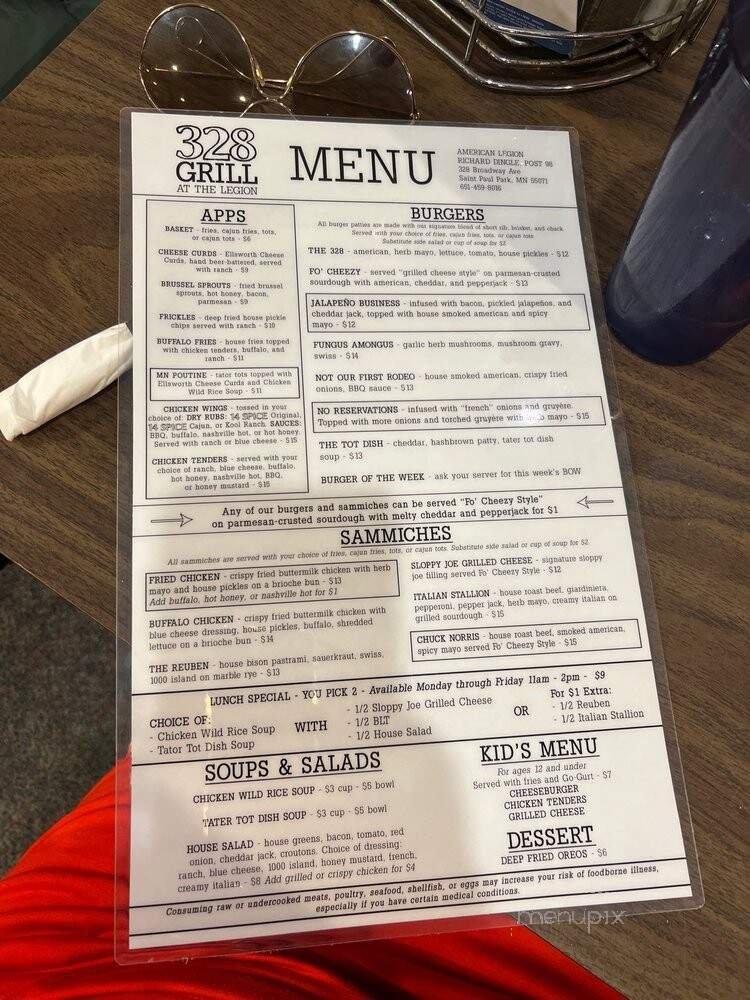 328
GRILL
AT THE LEGION
MENU
AMERICAN LEGION
RICHARD DINGLE, POST 98
328 Broadway Ave
Saint Paul Park, MN 55071
651-459-8016
APPS
BASKET - fries, cajun fries, tots,
or cajun tots - $6
CHEESE CURDS - Ellsworth Cheese
Curds, hand beer-battered, served
with ranch - $9
BRUSSEL SPROUTS - fried brussel
sprouts, hot honey, bacon,
parmesan - $9
FRICKLES - deep fried house pickle
chips served with ranch - $10
BUFFALO FRIES - house fries topped
with chicken tenders, buffalo, and
ranch - $11
MN POUTINE - tator tots topped with
Ellsworth Cheese Curds and Chicken
Wild Rice Soup - $11
CHICKEN WINGS - tossed in your
choice of: DRY RUBS: 14 SPICE Original,
14 SPICE Cajun, or Kool Ranch. SAUCES:
BBQ, buffalo, nashville hot, or hot honey.
Served with ranch or blue cheese - $15
CHICKEN TENDERS - served with your
choice of ranch, blue cheese, buffalo,
hot honey, nashville hot, BBQ,
or honey mustard - $15
BURGERS
All burger patties are made with our signature blend of short rib, brisket, and chuck.
Served with your choice of fries, cajun fries, tots, or cajun tots
Substitute side salad or cup of soup for $2
THE 328 - american, herb mayo, lettuce, tomato, house pickles - $12
FO' CHEEZY - served "grilled cheese style" on parmesan-crusted
sourdough with american, cheddar, and pepperjack - $13
JALAPEÑO BUSINESS - infused with bacon, pickled jalapeños, and
cheddar jack, topped with house smoked american and spicy
mayo - $12
FUNGUS AMONGUS - garlic herb mushrooms, mushroom gravy,
swiss - $14
NOT OUR FIRST RODEO - house smoked american, crispy fried
onions, BBQ sauce - $13
NO RESERVATIONS - infused with "french" onions and gruyère.
Topped with more onions and torched gruyère with herb mayo - $15
THE TOT DISH - cheddar, hashbrown patty, tater tot dish
soup - $13
BURGER OF THE WEEK - ask your server for this week's BOW
Any of our burgers and sammiches can be served "Fo' Cheezy Style"
on parmesan-crusted sourdough with melty cheddar and pepperjack for $1
SAMMICHES
All sammiches are served with your choice of fries, cajun fries, tots, or cajun tots. Substitute side salad or cup of soup for $2
FRIED CHICKEN - crispy fried buttermilk chicken with herb
mayo and house pickles on a brioche bun - $13
Add buffalo, hot honey, or nashville hot for $1
BUFFALO CHICKEN - crispy fried buttermilk chicken with
blue cheese dressing, house pickles, buffalo, shredded
lettuce on a brioche bun - $14
THE REUBEN - house bison pastrami, sauerkraut, swiss,
1000 island on marble rye - $13
SLOPPY JOE GRILLED CHEESE - signature sloppy
joe filling served Fo' Cheezy Style - $12
ITALIAN STALLION - house roast beef, giardiniera,
pepperoni, pepper jack, herb mayo, creamy italian on
grilled sourdough - $15
CHUCK NORRIS - house roast beef, smoked american,
spicy mayo served Fo' Cheezy Style - $15
LUNCH SPECIAL - YOU PICK 2 - Available Monday through Friday 11am - 2pm - $9
CHOICE OF:
- Chicken Wild Rice Soup
- Tator Tot Dish Soup
WITH
- 1/2 Sloppy Joe Grilled Cheese
- 1/2 BLT
- 1/2 House Salad
OR
For $1 Extra:
- 1/2 Reuben
- 1/2 Italian Stallion
SOUPS & SALADS
CHICKEN WILD RICE SOUP - $3 cup - $5 bowl
TATER TOT DISH SOUP - $3 cup - $5 bowl
HOUSE SALAD - house greens, bacon, tomato, red
onion, cheddar jack, croutons. Choice of dressing:
ranch, blue cheese, 1000 island, honey mustard, french,
creamy italian - $8 Add grilled or crispy chicken for $4
KID'S MENU
For ages 12 and under
Served with fries and Go-Gurt - $7
CHEESEBURGER
CHICKEN TENDERS
GRILLED CHEESE
DESSERT
DEEP FRIED OREOS - $6
Consuming raw or undercooked meats, poultry, seafood, shellfish, or eggs may increase your risk of foodborne illness,
especially if you have certain medical conditions.
menupix